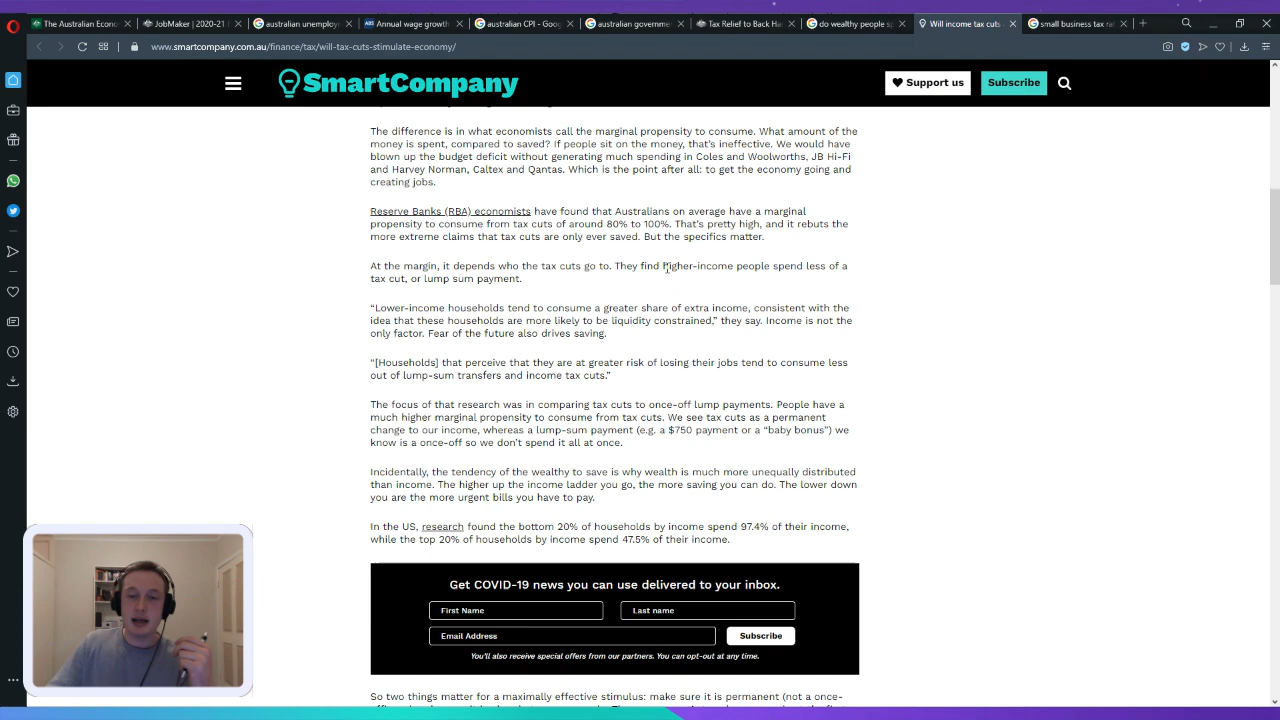 The Australian Econo
JobMaker | 2020-21 F
australian unemploym
Annual wage growth
australian CPI - Goog
australian governme
Tax Relief to Back Har
do wealthy people sp
Will income tax cuts
small business tax ra
www.smartcompany.com.au/finance/tax/will-tax-cuts-stimulate-economy/
SmartCompany
Support us
Subscribe
The difference is in what economists call the marginal propensity to consume. What amount of the
money is spent, compared to saved? If people sit on the money, that's ineffective. We would have
blown up the budget deficit without generating much spending in Coles and Woolworths, JB Hi-Fi
and Harvey Norman, Caltex and Qantas. Which is the point after all: to get the economy going and
creating jobs.
Reserve Banks (RBA) economists have found that Australians on average have a marginal
propensity to consume from tax cuts of around 80% to 100%. That's pretty high, and it rebuts the
more extreme claims that tax cuts are only ever saved. But the specifics matter.
At the margin, it depends who the tax cuts go to. They find higher-income people spend less of a
tax cut, or lump sum payment.
“Lower-income households tend to consume a greater share of extra income, consistent with the
idea that these households are more likely to be liquidity constrained,” they say. Income is not the
only factor. Fear of the future also drives saving.
“[Households] that perceive that they are at greater risk of losing their jobs tend to consume less
out of lump-sum transfers and income tax cuts.”
The focus of that research was in comparing tax cuts to once-off lump payments. People have a
much higher marginal propensity to consume from tax cuts. We see tax cuts as a permanent
change to our income, whereas a lump-sum payment (e.g. a $750 payment or a “baby bonus”) we
know is a once-off so we don't spend it all at once.
Incidentally, the tendency of the wealthy to save is why wealth is much more unequally distributed
than income. The higher up the income ladder you go, the more saving you can do. The lower down
you are the more urgent bills you have to pay.
In the US, research found the bottom 20% of households by income spend 97.4% of their income,
while the top 20% of households by income spend 47.5% of their income.
Get COVID-19 news you can use delivered to your inbox.
First Name
Last name
Email Address
Subscribe
You'll also receive special offers from our partners. You can opt-out at any time.
So two things matter for a maximally effective stimulus: make sure it is permanent (not a once-